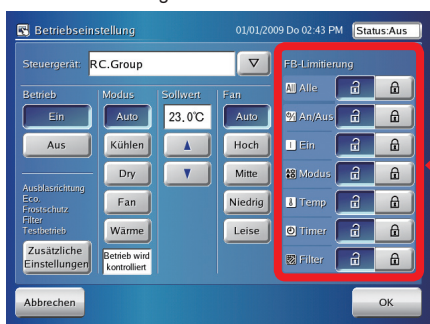 Betriebseinstellung 01/01/2009 Do 02:43 PM Status:Aus
Steuergerät: RC.Group
Betrieb
Ein
Aus
Ausblasrichtung
Eco.
Frostschutz
Filter
Testbetrieb
Zusätzliche
Einstellungen
Modus
Auto
Kühlen
Dry
Fan
Wärme
Betrieb wird
kontrolliert
Sollwert
23,0℃
Fan
Auto
Hoch
Mitte
Niedrig
Leise
FB-Limitierung
All Alle
An/Aus
Ein
Modus
Temp
Timer
Filter
Abbrechen
OK